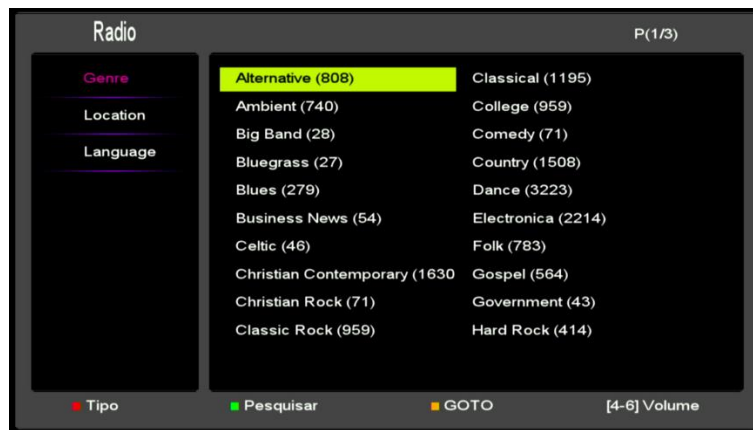 Radio
P(1/3)
Genre
Location
Language
Alternative (808)
Ambient (740)
Big Band (28)
Bluegrass (27)
Blues (279)
Business News (54)
Celtic (46)
Christian Contemporary (1630
Christian Rock (71)
Classic Rock (959)
Classical (1195)
College (959)
Comedy (71)
Country (1508)
Dance (3223)
Electronica (2214)
Folk (783)
Gospel (564)
Government (43)
Hard Rock (414)
Tipo
Pesquisar
GOTO
[4-6] Volume